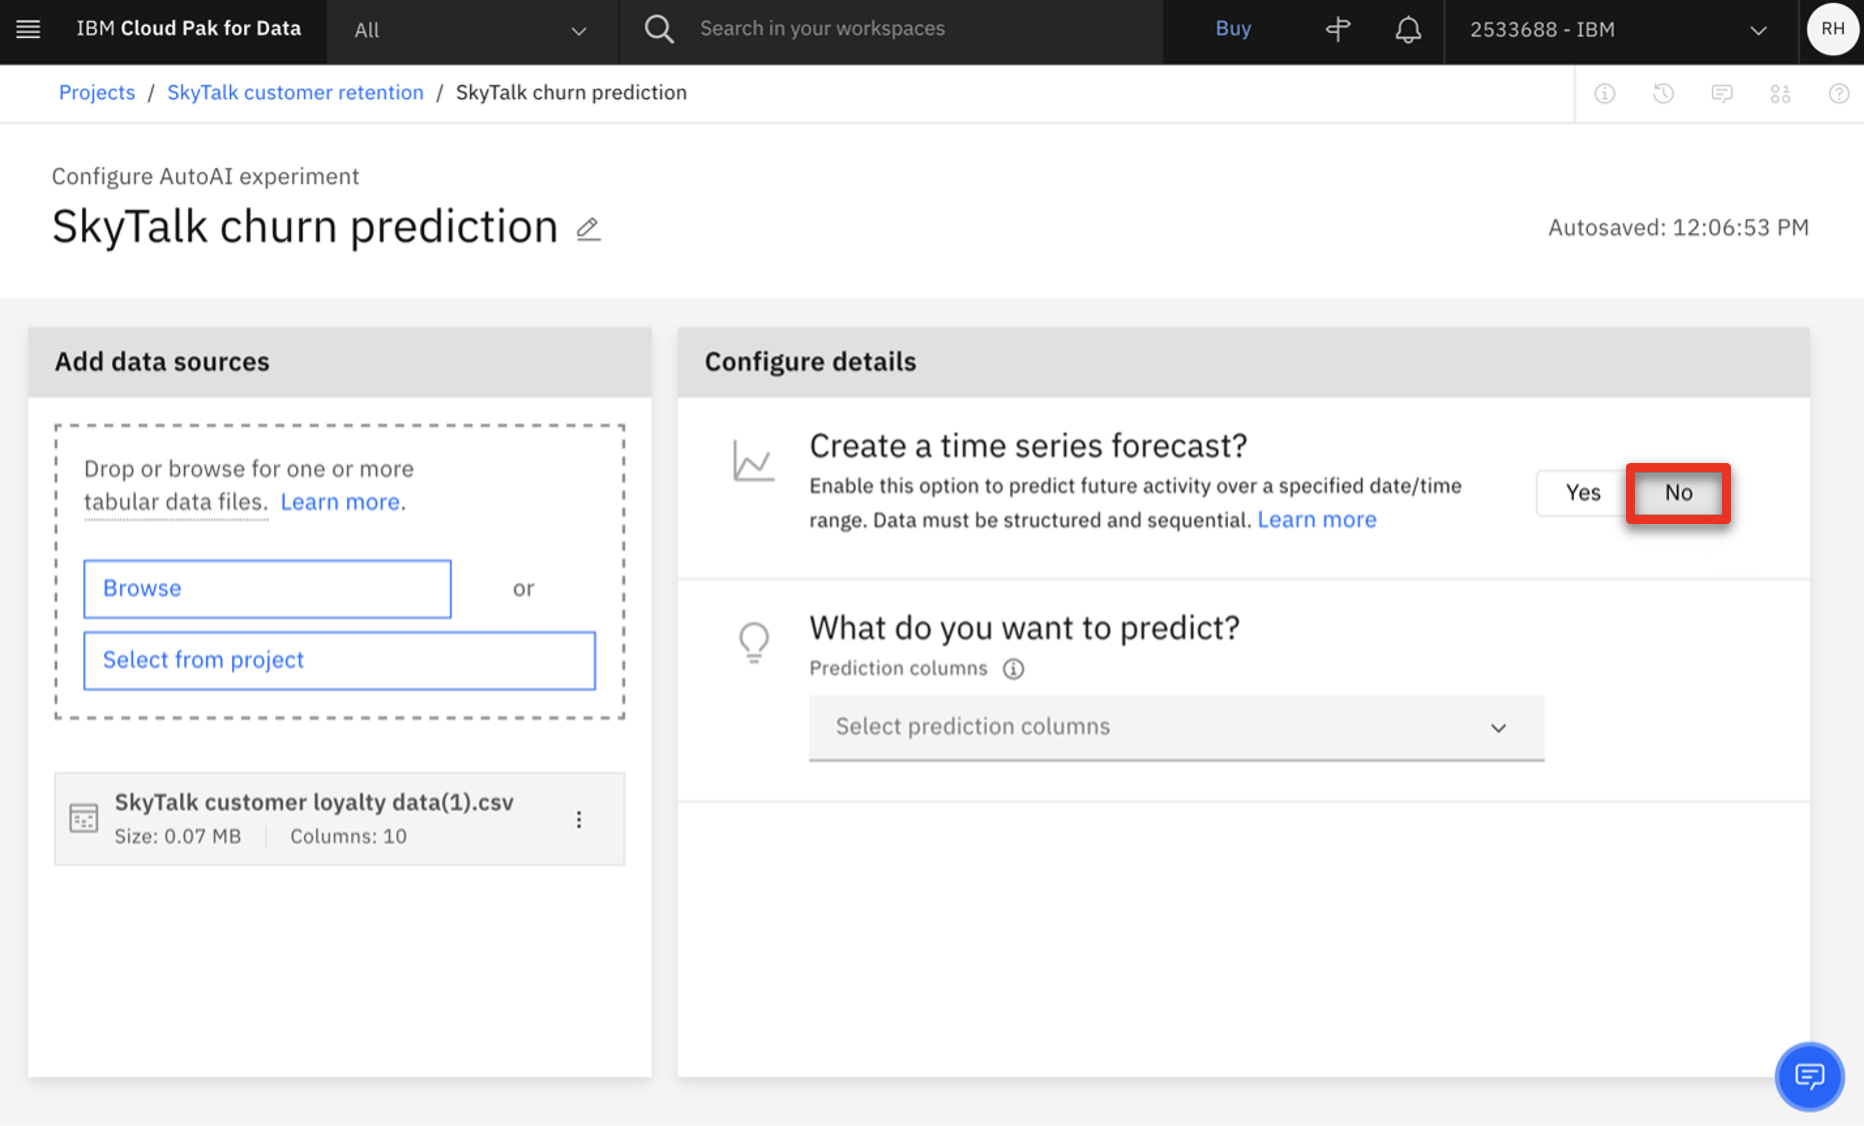 IBM Cloud Pak for Data
All
Search in your workspaces
Buy
2533688 - IBM
RH
Projects / SkyTalk customer retention / SkyTalk churn prediction
Configure AutoAI experiment
SkyTalk churn prediction
Autosaved: 12:06:53 PM
Add data sources
Drop or browse for one or more
tabular data files. Learn more.
Browse
or
Select from project
SkyTalk customer loyalty data(1).csv
Size: 0.07 MB
Columns: 10
Configure details
Create a time series forecast?
Enable this option to predict future activity over a specified date/time
range. Data must be structured and sequential. Learn more
Yes
No
What do you want to predict?
Prediction columns
Select prediction columns